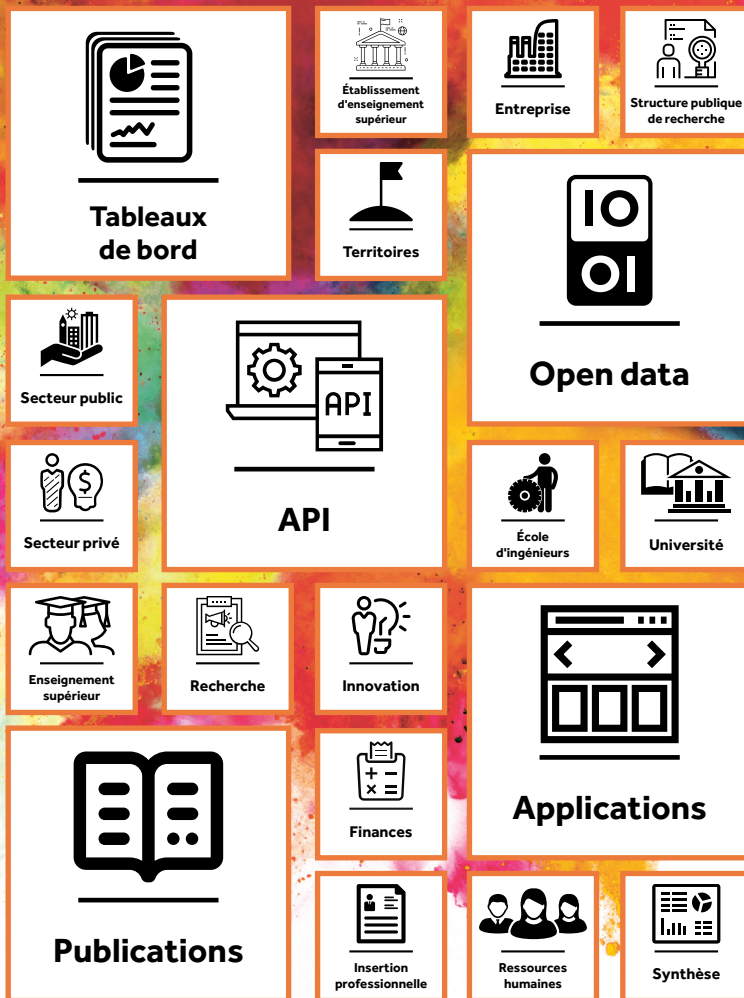 Tableaux
de bord
Établissement
d'enseignement
supérieur
Entreprise
Structure publique
de recherche
Territoires
IO
OI
Open data
Secteur public
API
API
Secteur privé
$
École
d'ingénieurs
Université
Enseignement
supérieur
Recherche
Innovation
Applications
Publications
+ −
× =
Finances
Insertion
professionnelle
Ressources
humaines
Synthèse